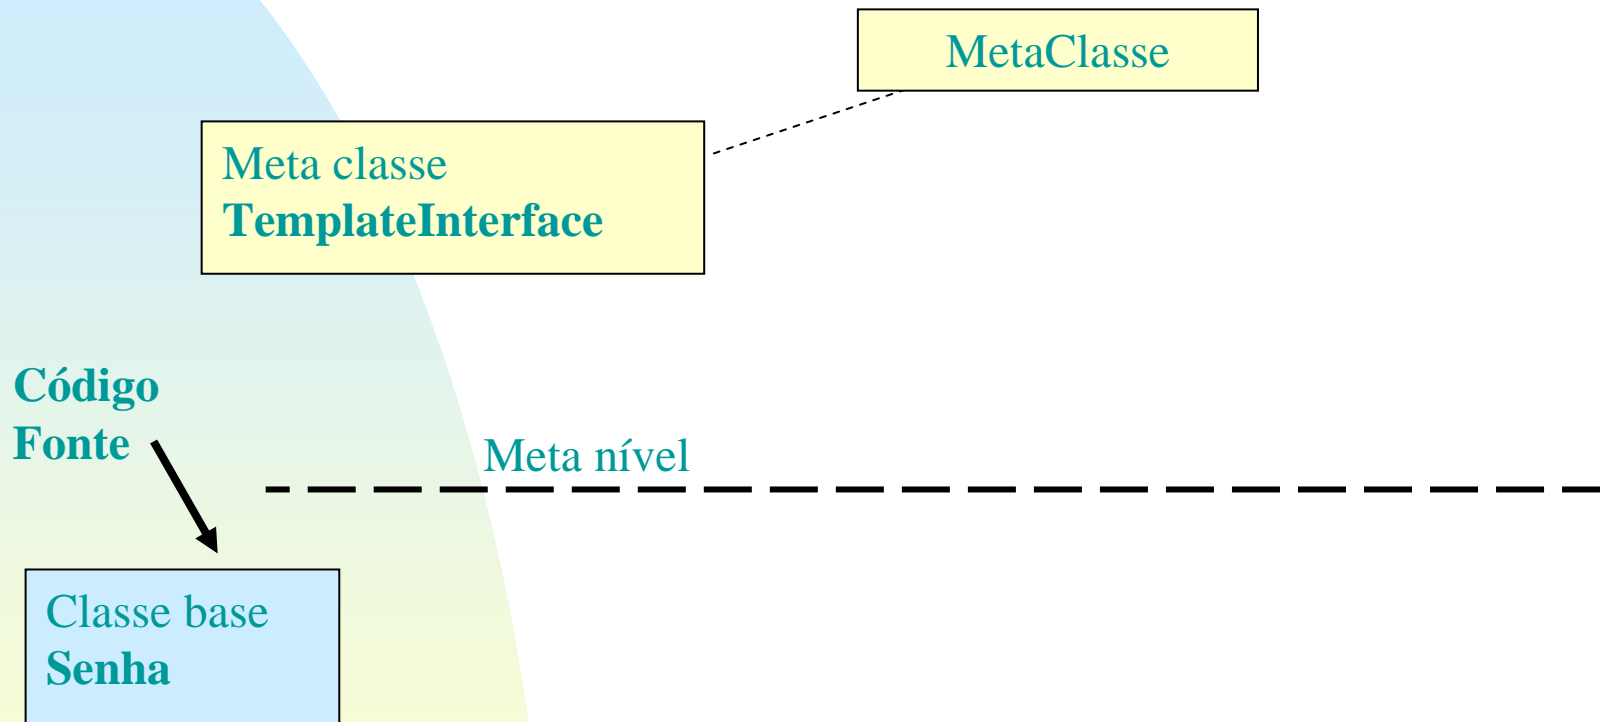 MetaClasse
Meta classe
TemplateInterface
Código
Fonte
Meta nível
Classe base
Senha